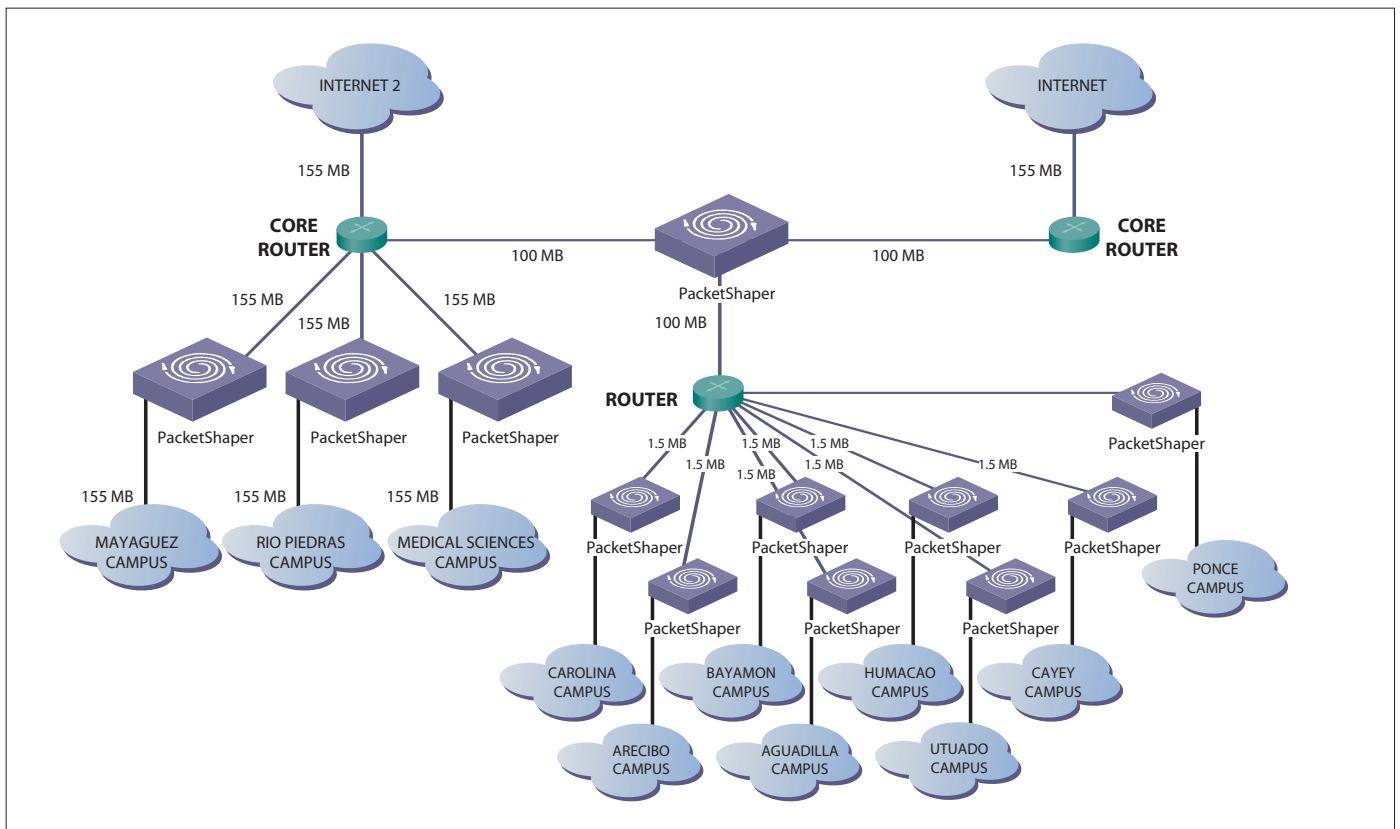 INTERNET 2
INTERNET
155 MB
155 MB
CORE
ROUTER
CORE
ROUTER
100 MB
100 MB
PacketShaper
155 MB
155 MB
155 MB
100 MB
ROUTER
PacketShaper
PacketShaper
PacketShaper
PacketShaper
1.5 MB
1.5 MB
1.5 MB
1.5 MB
1.5 MB
1.5 MB
1.5 MB
155 MB
155 MB
155 MB
MAYAGUEZ
CAMPUS
RIO PIEDRAS
CAMPUS
MEDICAL SCIENCES
CAMPUS
PacketShaper
PacketShaper
PacketShaper
PacketShaper
PONCE
CAMPUS
PacketShaper
PacketShaper
PacketShaper
CAROLINA
CAMPUS
BAYAMON
CAMPUS
HUMACAO
CAMPUS
CAYEY
CAMPUS
ARECIBO
CAMPUS
AGUADILLA
CAMPUS
UTUADO
CAMPUS